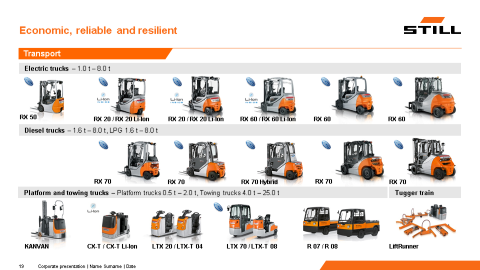 Economic, reliable and resilient
STILL
Transport
Electric trucks – 1.0 t – 8.0 t
RX 50 RX 20 / RX 20 Li-Ion RX 20 / RX 20 Li-Ion RX 60 / RX 60 Li-Ion RX 60 RX 60
Diesel trucks – 1.6 t – 8.0 t, LPG 1.6 t – 8.0 t
RX 70 RX 70 RX 70 Hybrid RX 70 RX 70
Platform and towing trucks – Platform trucks 0.5 t – 2.0 t, Towing trucks 4.0 t – 25.0 t Tugger train
KANVAN CX-T / CX-T Li-Ion LTX 20 / LTX-T 04 LTX 70 / LTX-T 08 R 07 / R 08 LiftRunner
19 Corporate presentation | Name Surname | Date